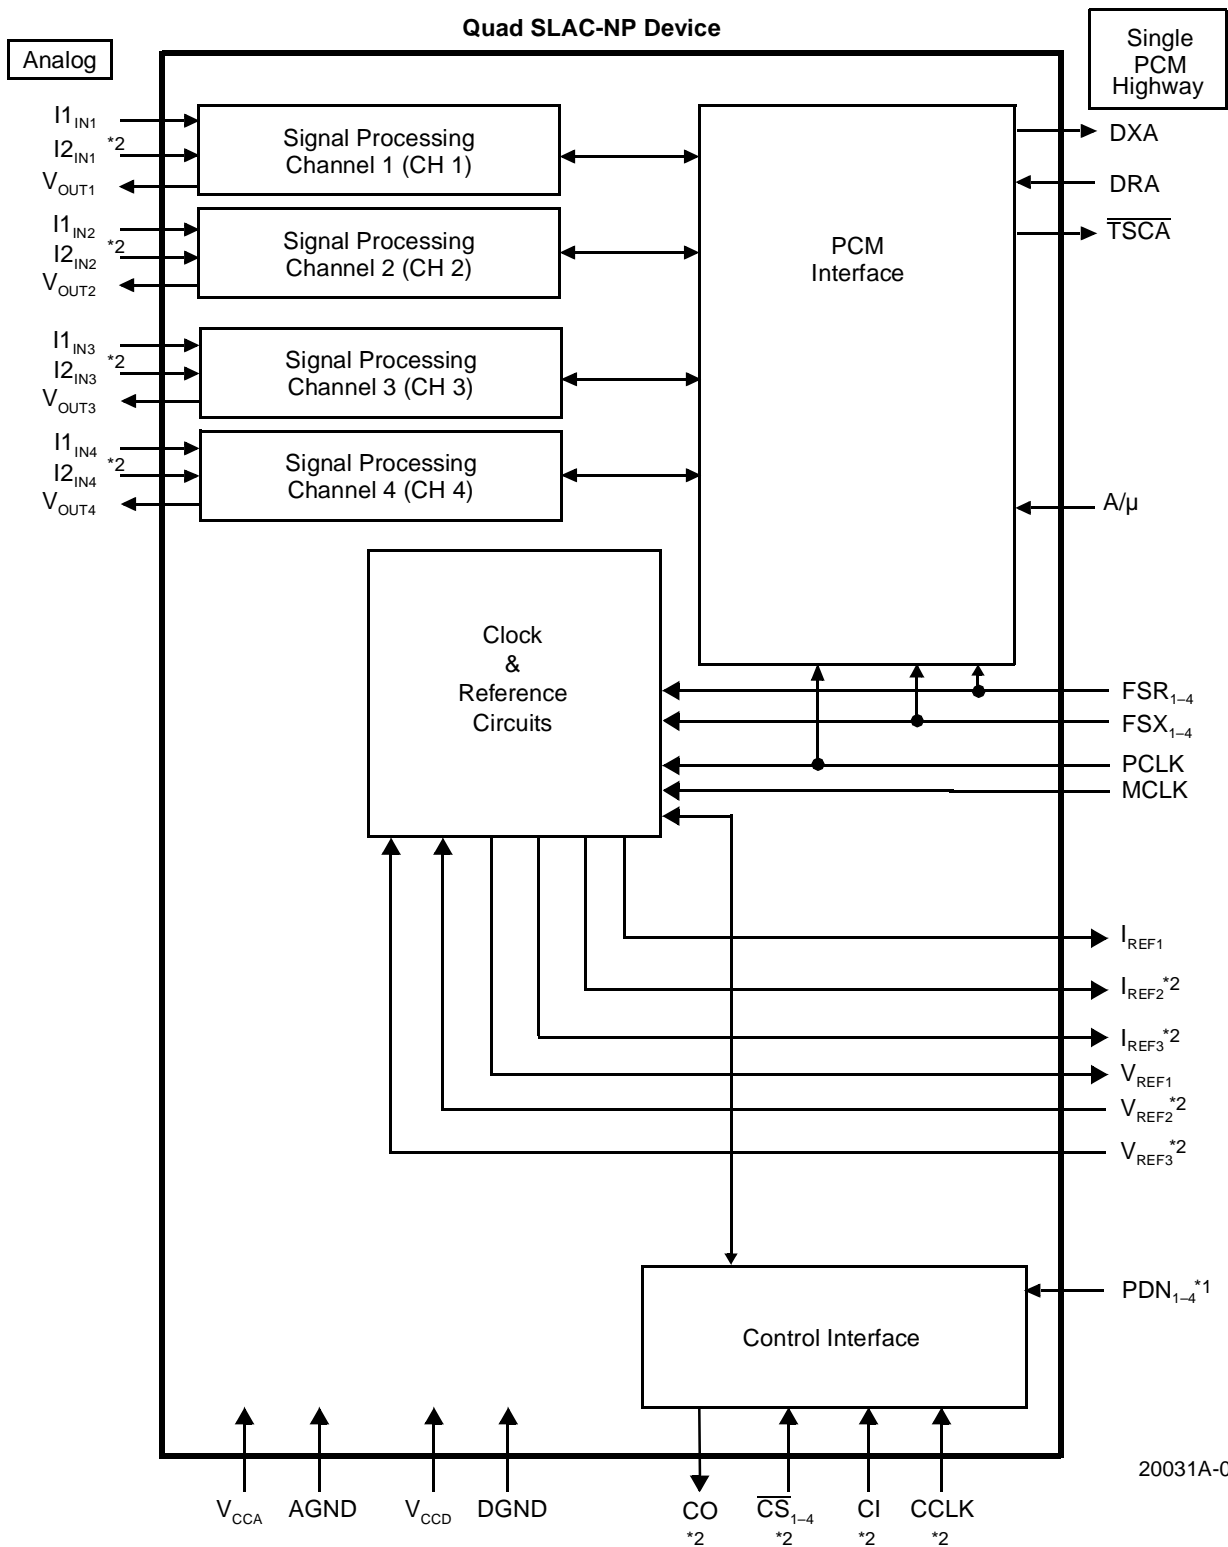 Quad SLAC-NP Device
Analog
Single
PCM
Highway
I1IN1
I2IN1 *2
VOUT1
I1IN2
I2IN2 *2
VOUT2
I1IN3
I2IN3 *2
VOUT3
I1IN4
I2IN4 *2
VOUT4
Signal Processing
Channel 1 (CH 1)
Signal Processing
Channel 2 (CH 2)
Signal Processing
Channel 3 (CH 3)
Signal Processing
Channel 4 (CH 4)
PCM
Interface
DXA
DRA
TSCA
A/µ
Clock
&
Reference
Circuits
FSR1–4
FSX1–4
PCLK
MCLK
IREF1
IREF2*2
IREF3*2
VREF1
VREF2*2
VREF3*2
Control Interface
PDN1–4*1
20031A-0
VCCA
AGND
VCCD
DGND
CO
*2
CS1–4
*2
CI
*2
CCLK
*2